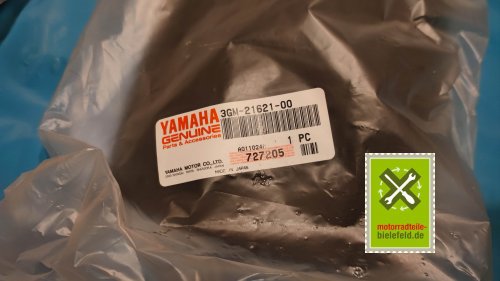 YAMAHA
GENUINE
Parts & Accessories
3GM-21621-00
A011024
1 PC
727205
YAMAHA MOTOR CO.,LTD.
MADE IN JAPAN
motorradteile-
bielefeld.de